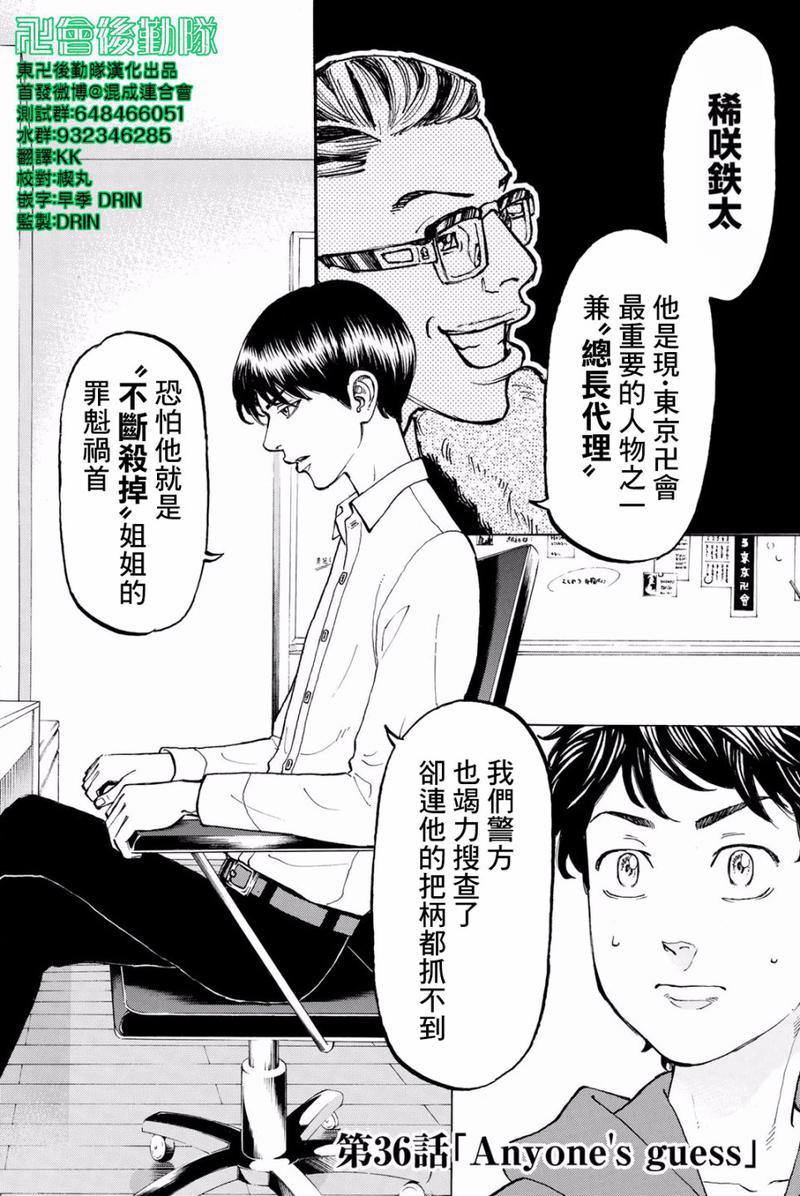 卍會後勤隊
東卍後勤隊漢化出品
首發微博@混成連合會
測試群:648466051
水群:932346285
翻譯:KK
校對:楔丸
嵌字:早季 DRIN
監製:DRIN
稀咲鉄太
他是現·東京卍會
最重要的人物之一
兼〝總長代理〞
恐怕他就是
〝不斷殺掉〞姐姐的
罪魁禍首
東京卍會
我們警方
也竭力搜查了
卻連他的把柄都抓不到
第36話「Anyone's guess」